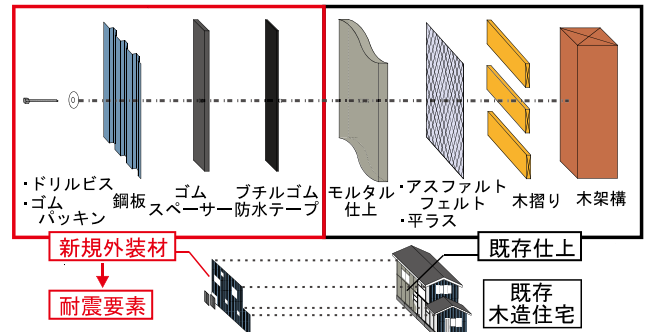 ・ドリルビス
・ゴム
パッキン
鋼板
ゴム
スペーサー
ブチルゴム
防水テープ
モルタル
仕上
・アスファルト
フェルト
・平ラス
木摺り
木架構
新規外装材
耐震要素
既存仕上
既存
木造住宅